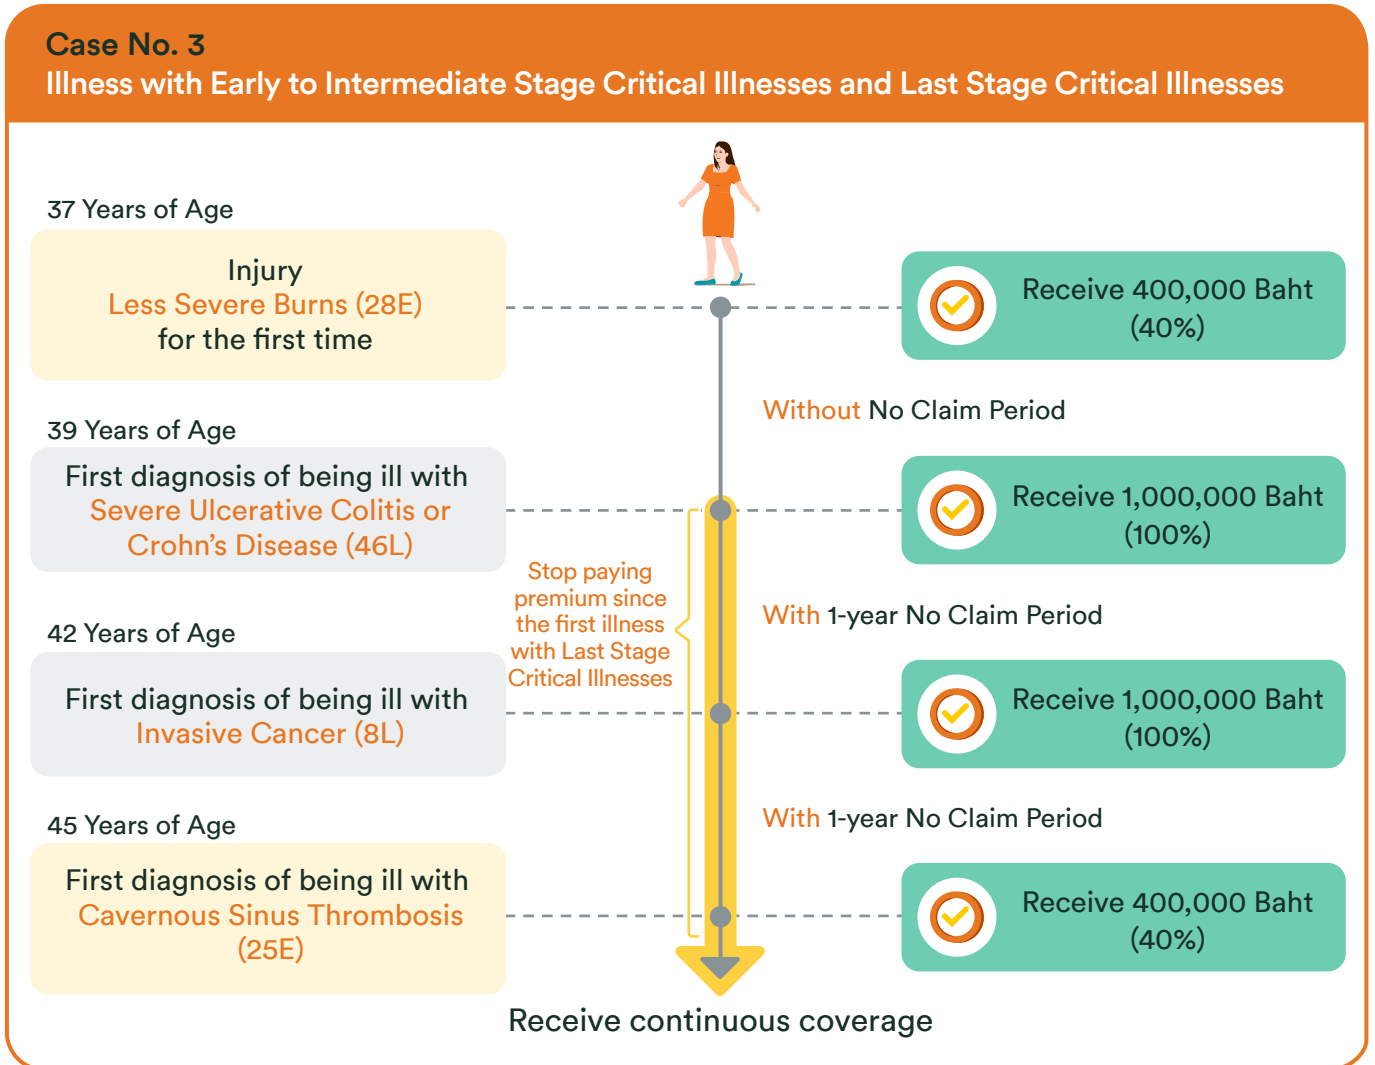 Case No. 3
Illness with Early to Intermediate Stage Critical Illnesses and Last Stage Critical Illnesses
37 Years of Age
Injury
Less Severe Burns (28E)
for the first time
Receive 400,000 Baht
(40%)
Without No Claim Period
39 Years of Age
First diagnosis of being ill with
Severe Ulcerative Colitis or
Crohn’s Disease (46L)
Receive 1,000,000 Baht
(100%)
Stop paying
premium since
the first illness
with Last Stage
Critical Illnesses
With 1-year No Claim Period
42 Years of Age
First diagnosis of being ill with
Invasive Cancer (8L)
Receive 1,000,000 Baht
(100%)
With 1-year No Claim Period
45 Years of Age
First diagnosis of being ill with
Cavernous Sinus Thrombosis
(25E)
Receive 400,000 Baht
(40%)
Receive continuous coverage